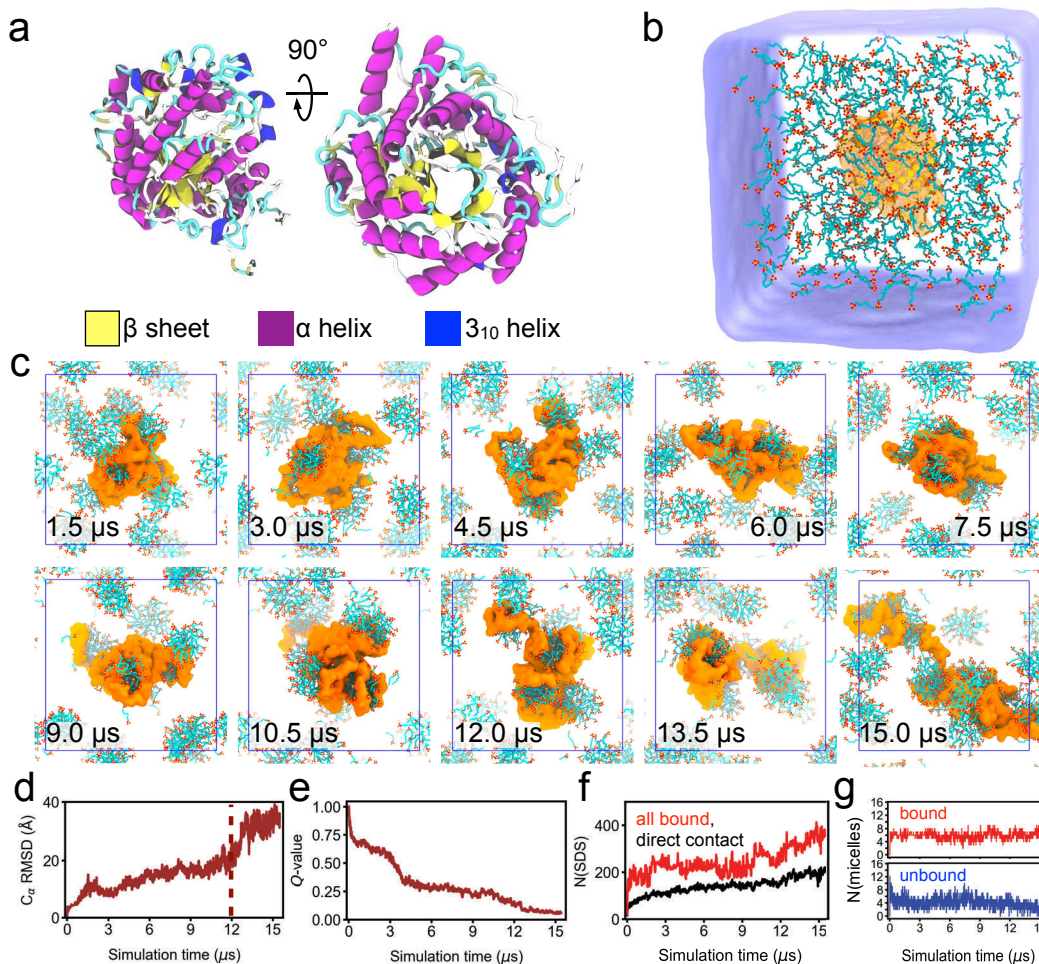 a
90°
b
β sheet
α helix
3₁₀ helix
c
1.5 μs
3.0 μs
4.5 μs
6.0 μs
7.5 μs
9.0 μs
10.5 μs
12.0 μs
13.5 μs
15.0 μs
d
Cα RMSD (Å)
40
20
0
0 3 6 9 12 15
Simulation time (μs)
e
Q-value
1.00
0.75
0.50
0.25
0.00
0 3 6 9 12 15
Simulation time (μs)
f
N(SDS)
all bound,
direct contact
400
200
0
0 3 6 9 12 15
Simulation time (μs)
g
N(micelles)
bound
16
12
8
4
0
unbound
16
12
8
4
0
0 3 6 9 12 15
Simulation time (μs)